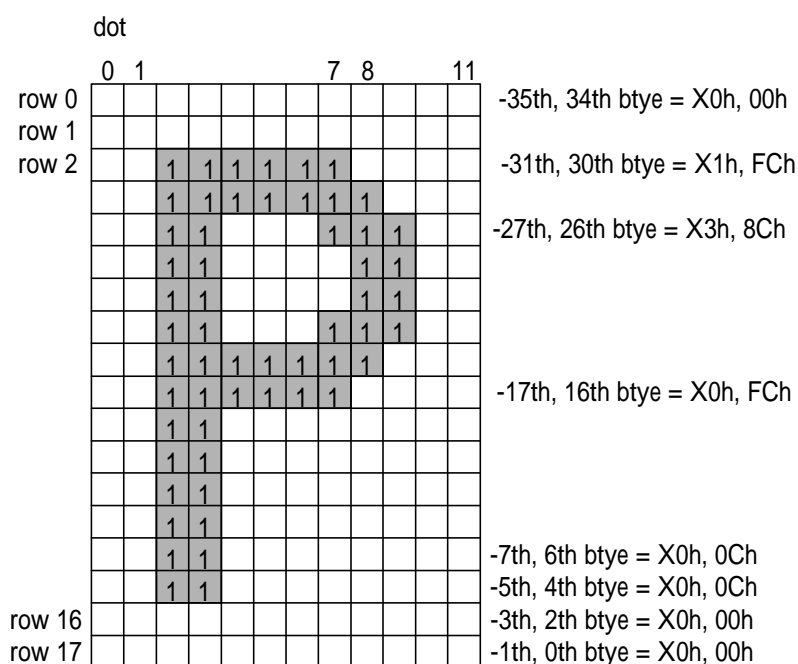 dot
0 1 7 8 11
row 0 -35th, 34th btye = X0h, 00h
row 1
row 2 1 1 1 1 1 1 -31th, 30th btye = X1h, FCh
1 1 1 1 1 1 1
1 1 1 1 1 -27th, 26th btye = X3h, 8Ch
1 1 1 1
1 1 1 1
1 1 1 1 1
1 1 1 1 1 1 1
1 1 1 1 1 1 -17th, 16th btye = X0h, FCh
1 1
1 1
1 1
1 1
1 1 -7th, 6th btye = X0h, 0Ch
1 1 -5th, 4th btye = X0h, 0Ch
row 16 -3th, 2th btye = X0h, 00h
row 17 -1th, 0th btye = X0h, 00h